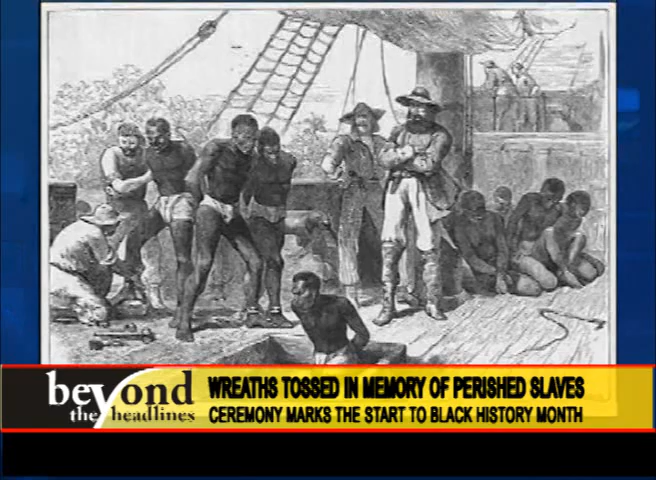 beyond
the headlines
WREATHS TOSSED IN MEMORY OF PERISHED SLAVES
CEREMONY MARKS THE START TO BLACK HISTORY MONTH